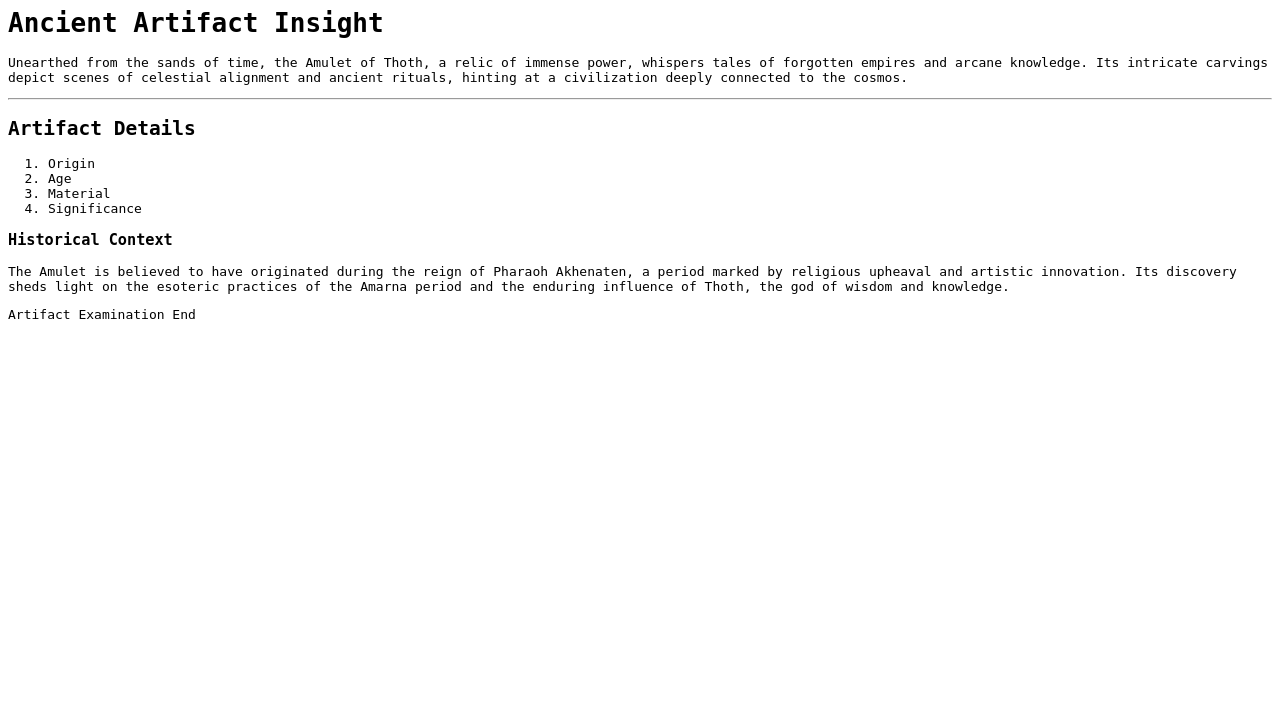 Ancient Artifact Insight
Unearthed from the sands of time, the Amulet of Thoth, a relic of immense power, whispers tales of forgotten empires and arcane knowledge. Its intricate carvings
depict scenes of celestial alignment and ancient rituals, hinting at a civilization deeply connected to the cosmos.
Artifact Details
1. Origin
2. Age
3. Material
4. Significance
Historical Context
The Amulet is believed to have originated during the reign of Pharaoh Akhenaten, a period marked by religious upheaval and artistic innovation. Its discovery
sheds light on the esoteric practices of the Amarna period and the enduring influence of Thoth, the god of wisdom and knowledge.
Artifact Examination End